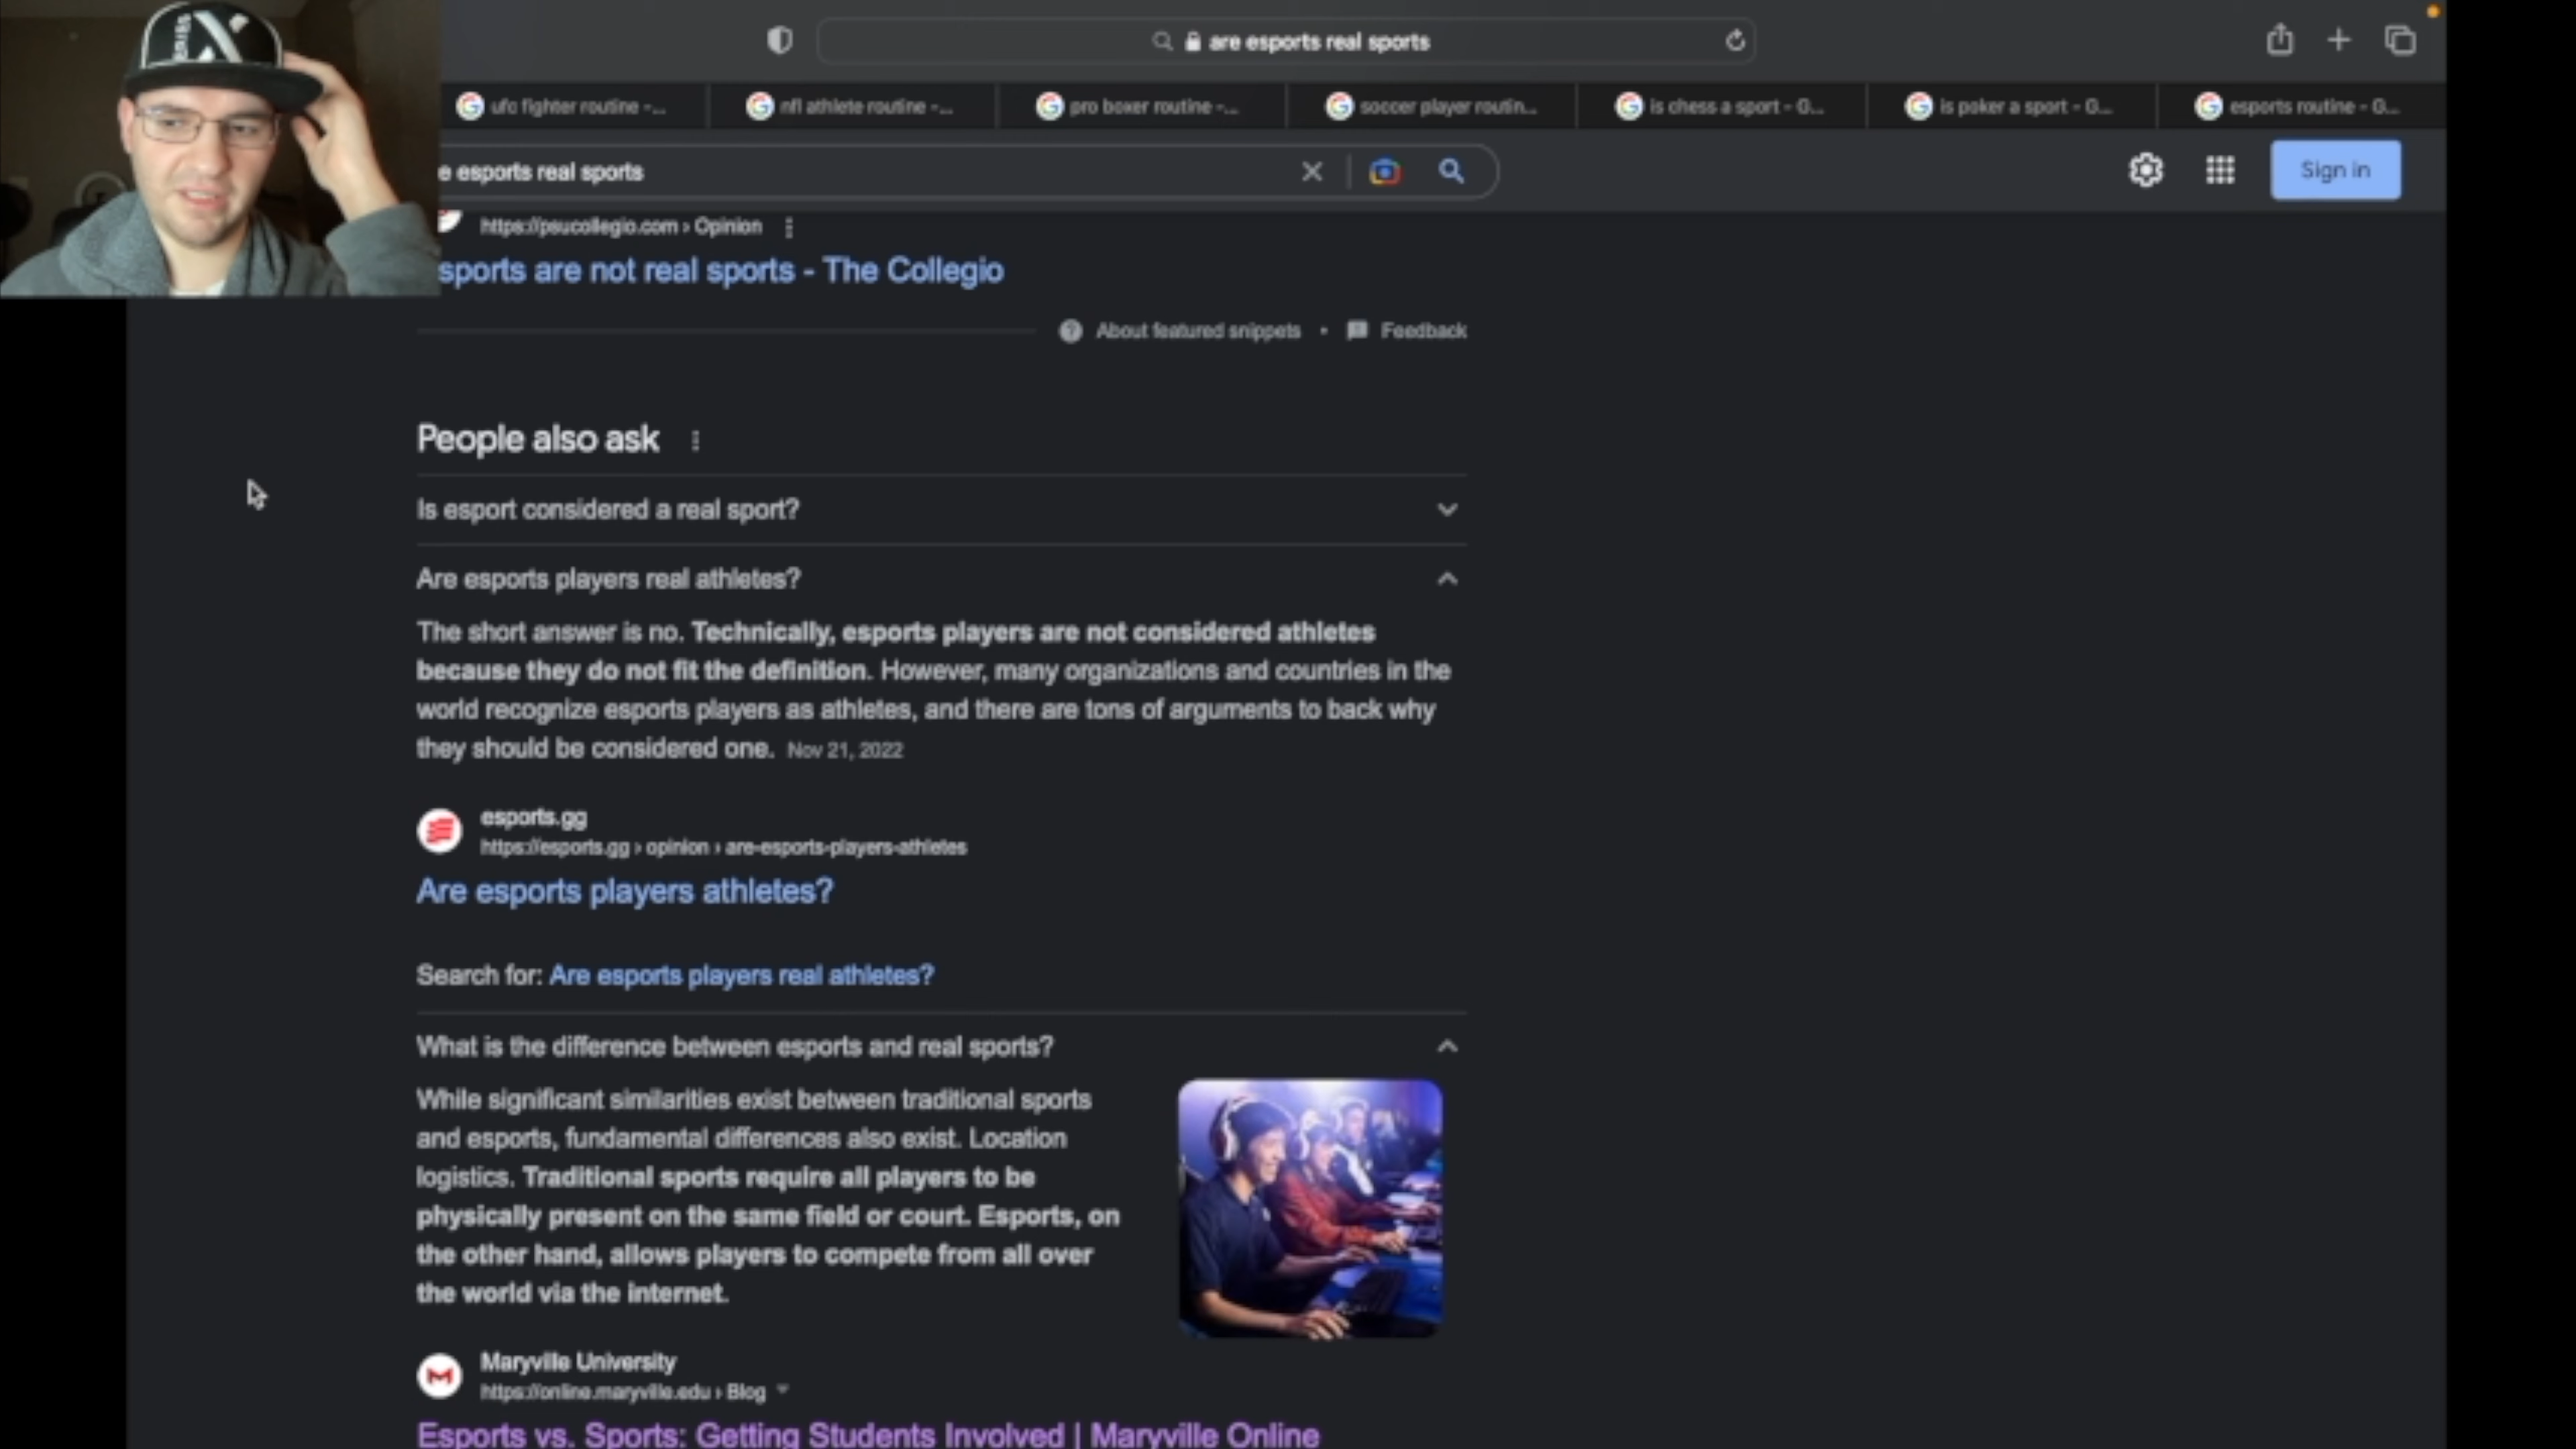 are esports real sports
ufc fighter routine -...
nfl athlete routine -...
pro boxer routine -...
soccer player routin...
is chess a sport - G...
is poker a sport - G...
esports routine - G...
e esports real sports
Sign in
https://psucollegio.com › Opinion
sports are not real sports - The Collegio
About featured snippets • Feedback
People also ask
Is esport considered a real sport?
Are esports players real athletes?
The short answer is no. Technically, esports players are not considered athletes
because they do not fit the definition. However, many organizations and countries in the
world recognize esports players as athletes, and there are tons of arguments to back why
they should be considered one. Nov 21, 2022
esports.gg
https://esports.gg › opinion › are-esports-players-athletes
Are esports players athletes?
Search for: Are esports players real athletes?
What is the difference between esports and real sports?
While significant similarities exist between traditional sports
and esports, fundamental differences also exist. Location
logistics. Traditional sports require all players to be
physically present on the same field or court. Esports, on
the other hand, allows players to compete from all over
the world via the internet.
Maryville University
https://online.maryville.edu › Blog
Esports vs. Sports: Getting Students Involved | Maryville Online